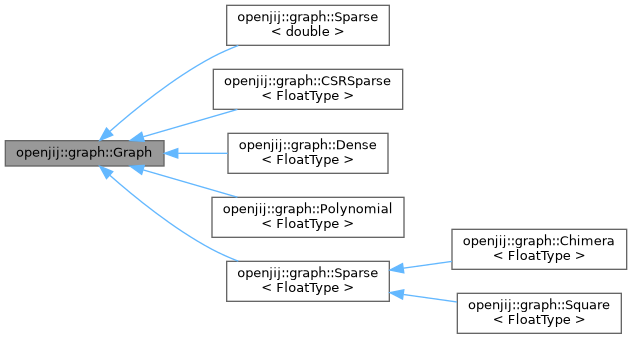 openjij::graph::Sparse
< double >
openjij::graph::CSRSparse
< FloatType >
openjij::graph::Graph
openjij::graph::Dense
< FloatType >
openjij::graph::Polynomial
< FloatType >
openjij::graph::Sparse
< FloatType >
openjij::graph::Chimera
< FloatType >
openjij::graph::Square
< FloatType >